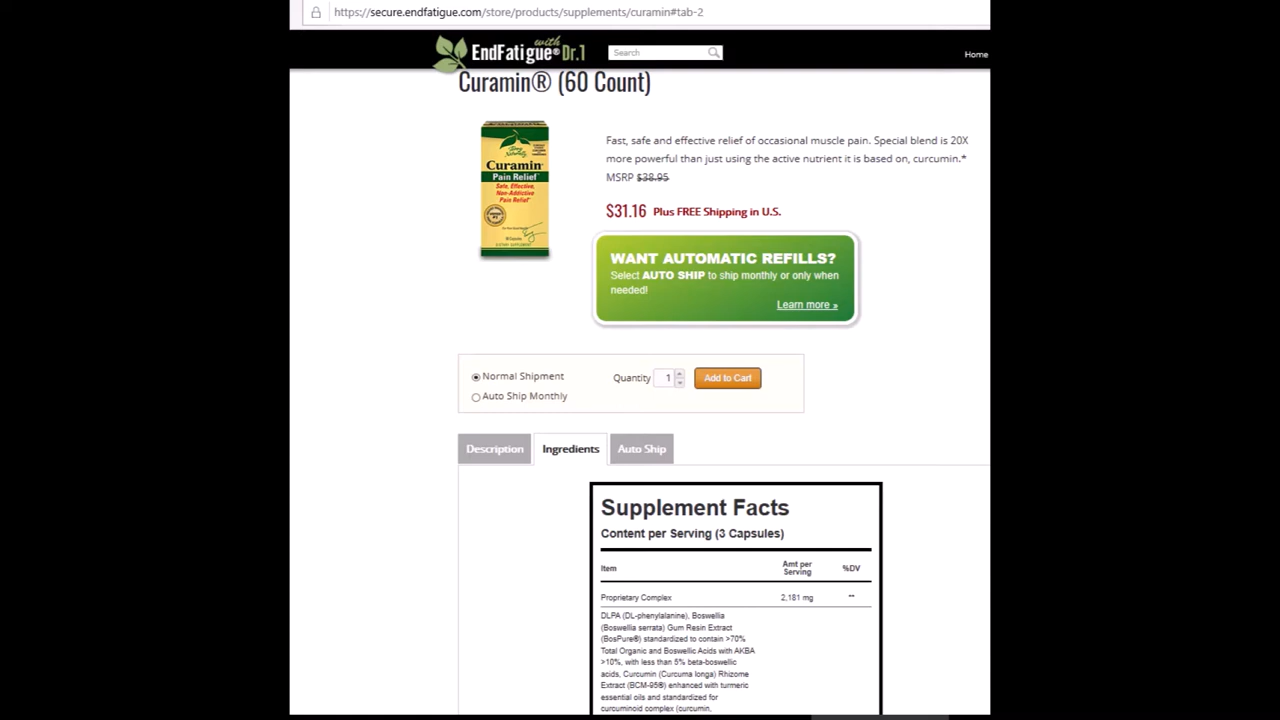 https://secure.endfatigue.com/store/products/supplements/curamin#tab-2
with
EndFatigue® Dr.T
Search
Home
Curamin® (60 Count)
Curamin
Pain Relief
Safe, Effective,
Non-Addictive
Pain Relief*
DIETARY SUPPLEMENT
Fast, safe and effective relief of occasional muscle pain. Special blend is 20X
more powerful than just using the active nutrient it is based on, curcumin.*
MSRP $38.95
$31.16 Plus FREE Shipping in U.S.
WANT AUTOMATIC REFILLS?
Select AUTO SHIP to ship monthly or only when
needed!
Learn more »
Normal Shipment
Auto Ship Monthly
Quantity 1 Add to Cart
Description Ingredients Auto Ship
Supplement Facts
Content per Serving (3 Capsules)
Item Amt per Serving %DV
Proprietary Complex 2,181 mg **
DLPA (DL-phenylalanine), Boswellia
(Boswellia serrata) Gum Resin Extract
(BosPure®) standardized to contain >70%
Total Organic and Boswellic Acids with AKBA
>10%, with less than 5% beta-boswellic
acids, Curcumin (Curcuma longa) Rhizome
Extract (BCM-95®) enhanced with turmeric
essential oils and standardized for
curcuminoid complex (curcumin,